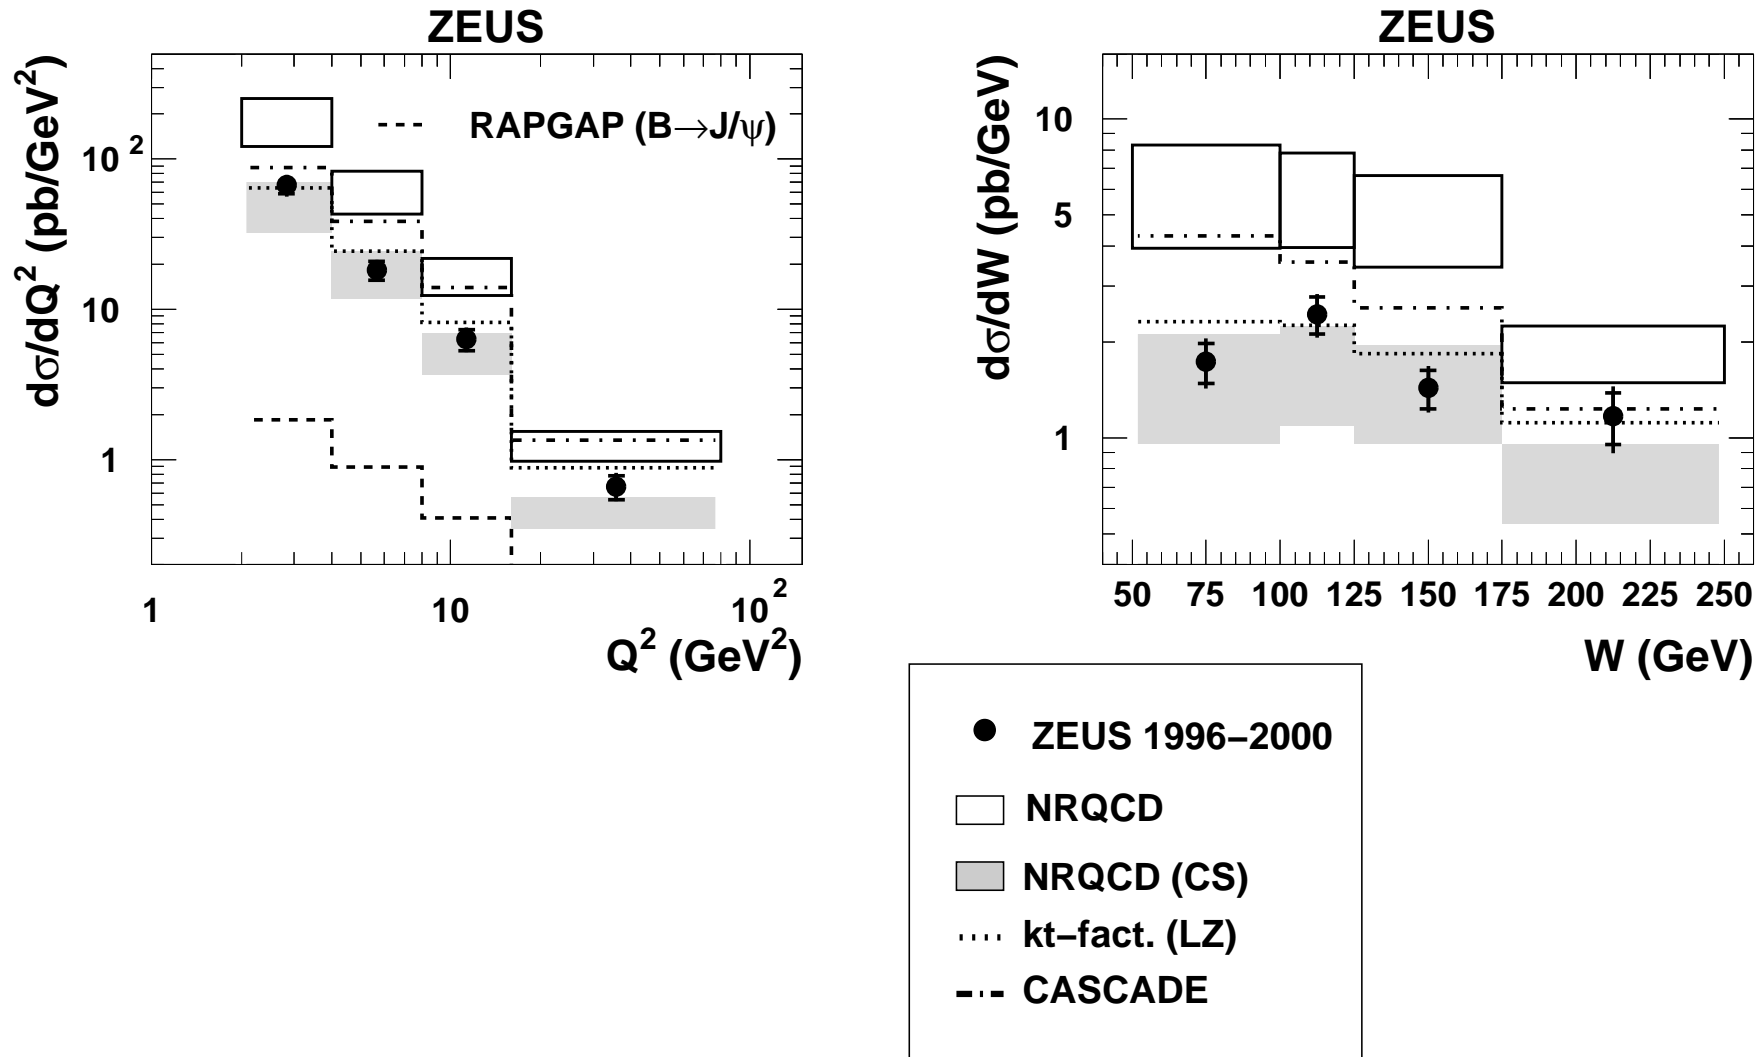 ZEUS
dσ/dQ² (pb/GeV²)
RAPGAP (B→J/ψ)
10²
10
1
1 10 10²
Q² (GeV²)
ZEUS
dσ/dW (pb/GeV)
10
5
1
50 75 100 125 150 175 200 225 250
W (GeV)
ZEUS 1996–2000
NRQCD
NRQCD (CS)
kt–fact. (LZ)
CASCADE